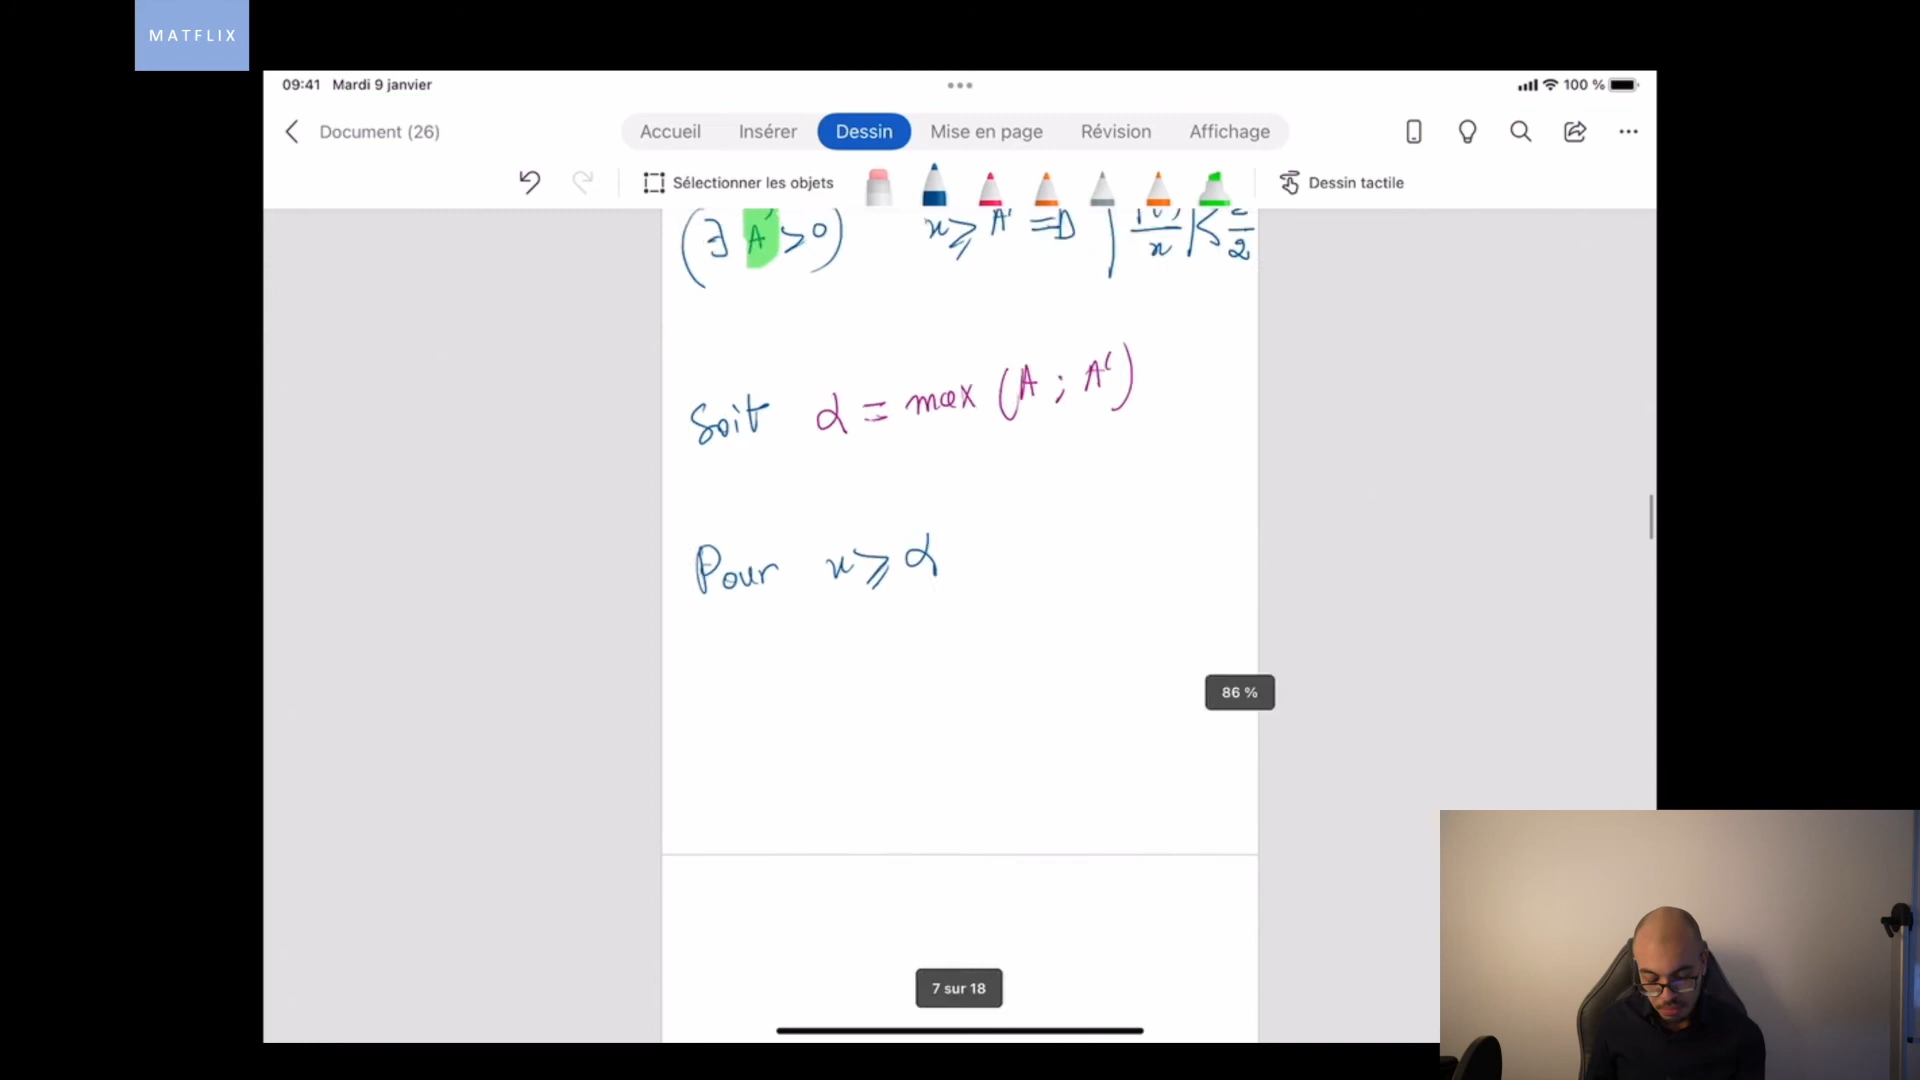 MATFLIX
09:41 Mardi 9 janvier
100 %
Document (26)
Accueil Insérer Dessin Mise en page Révision Affichage
Sélectionner les objets
Dessin tactile
(∃ A' > 0) x ⩾ A' ⇒ | / x | < ε/2
Soit α = max (A ; A')
Pour x ⩾ α
86 %
7 sur 18